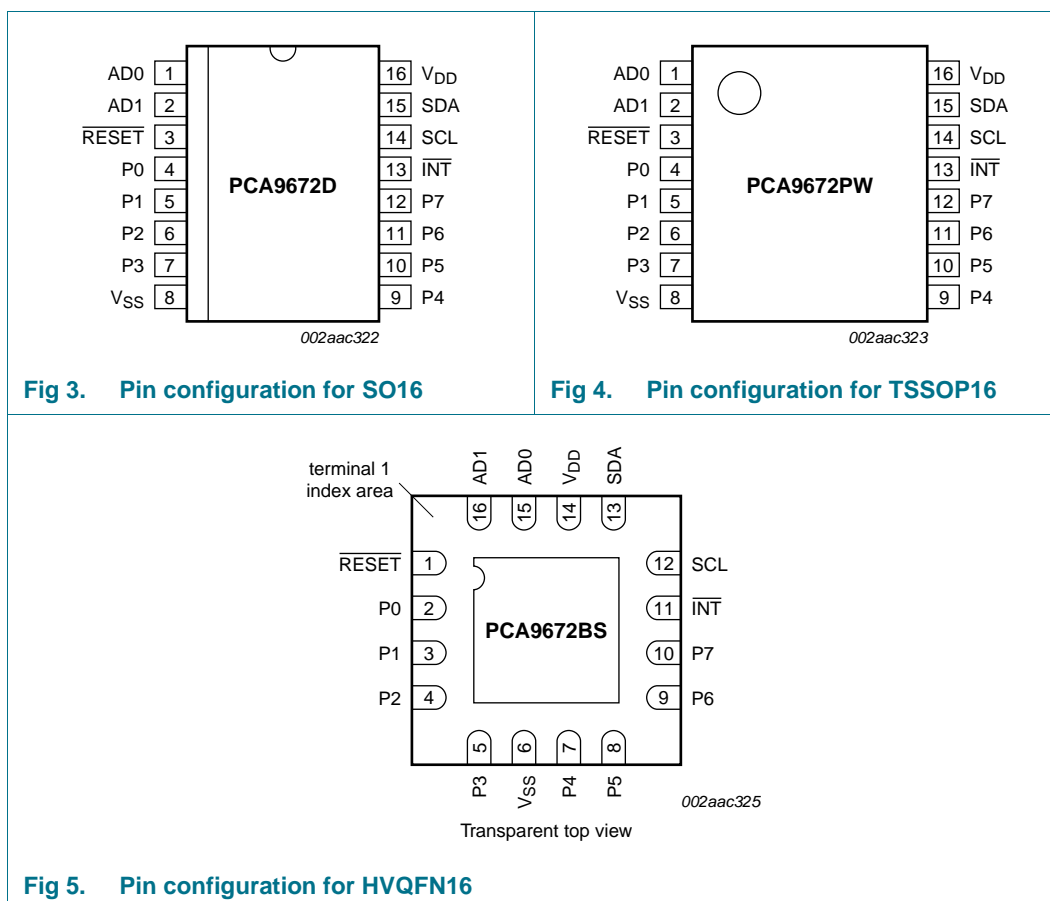 AD0 1 16 VDD
AD1 2 15 SDA
RESET 3 14 SCL
P0 4 13 INT
P1 5 PCA9672D 12 P7
P2 6 11 P6
P3 7 10 P5
VSS 8 9 P4
002aac322
Fig 3. Pin configuration for SO16
AD0 1 16 VDD
AD1 2 15 SDA
RESET 3 14 SCL
P0 4 13 INT
P1 5 PCA9672PW 12 P7
P2 6 11 P6
P3 7 10 P5
VSS 8 9 P4
002aac323
Fig 4. Pin configuration for TSSOP16
terminal 1
index area
AD1 AD0 VDD SDA
16 15 14 13
RESET 1 12 SCL
P0 2 11 INT
PCA9672BS
P1 3 10 P7
P2 4 9 P6
5 6 7 8
P3 VSS P4 P5
002aac325
Transparent top view
Fig 5. Pin configuration for HVQFN16